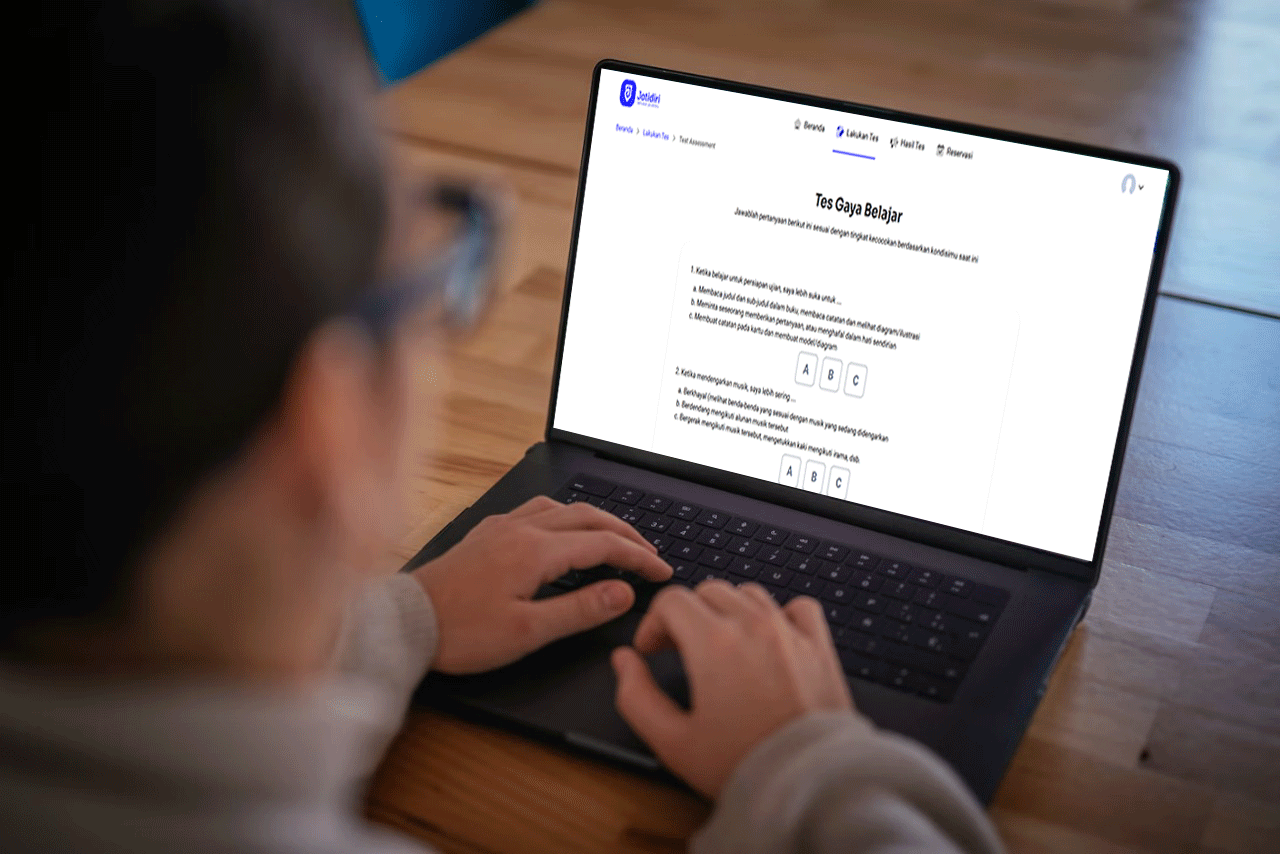 Jatidiri
Beranda
Lakukan Tes
Hasil Tes
Reservasi
Beranda > Lakukan Tes > Test Assessment
Tes Gaya Belajar
Jawablah pertanyaan berikut ini sesuai dengan tingkat kecocokan berdasarkan kondisimu saat ini
1. Ketika belajar untuk persiapan ujian, saya lebih suka untuk ...
a. Membaca judul dan sub-judul dalam buku, membaca catatan dan melihat diagram/ilustrasi
b. Meminta seseorang memberikan pertanyaan, atau menghafal dalam hati sendirian
c. Membuat catatan pada kartu dan membuat model/diagram
A B C
2. Ketika mendengarkan musik, saya lebih sering ...
a. Berkhayal (melihat benda-benda yang sesuai dengan musik yang sedang didengarkan
b. Berdendang mengikuti alunan musik tersebut
c. Bergerak mengikuti musik tersebut, mengetukkan kaki mengikuti irama, dsb.
A B C